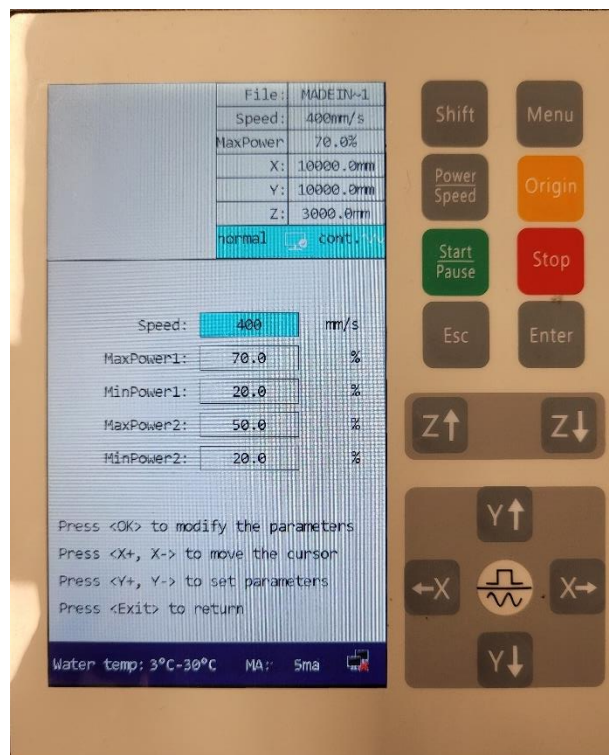 File: MADEIN~1
Speed: 400mm/s
MaxPower 70.0%
X: 10000.0mm
Y: 10000.0mm
Z: 3000.0mm
normal cont.
Speed: 400 mm/s
MaxPower1: 70.0 %
MinPower1: 20.0 %
MaxPower2: 50.0 %
MinPower2: 20.0 %
Press <OK> to modify the parameters
Press <X+, X-> to move the cursor
Press <Y+, Y-> to set parameters
Press <Exit> to return
Water temp: 3°C-30°C MA: 5ma
Shift Menu
Power
Speed
Origin
Start
Pause
Stop
Esc Enter
Z↑ Z↓
Y↑
←X X→
Y↓